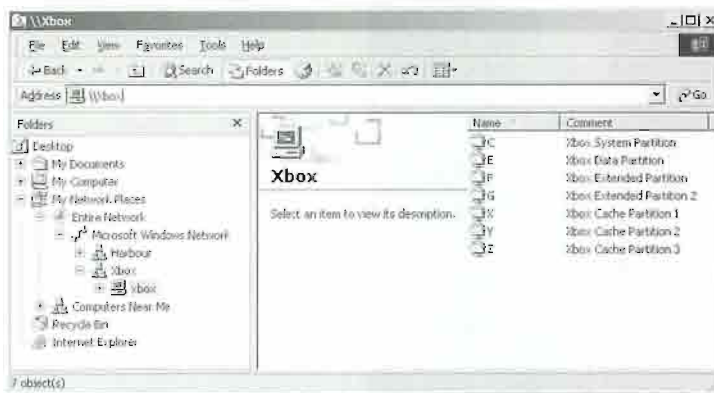 \\Xbox
File Edit View Favorites Tools Help
Back Search Folders
Address \\xbox Go
Folders
Desktop
My Documents
My Computer
My Network Places
Entire Network
Microsoft Windows Network
Harbour
Xbox
xbox
Computers Near Me
Recycle Bin
Internet Explorer
Xbox
Select an item to view its description.
Name Comment
C Xbox System Partition
E Xbox Data Partition
F Xbox Extended Partition
G Xbox Extended Partition 2
X Xbox Cache Partition 1
Y Xbox Cache Partition 2
Z Xbox Cache Partition 3
7 object(s)